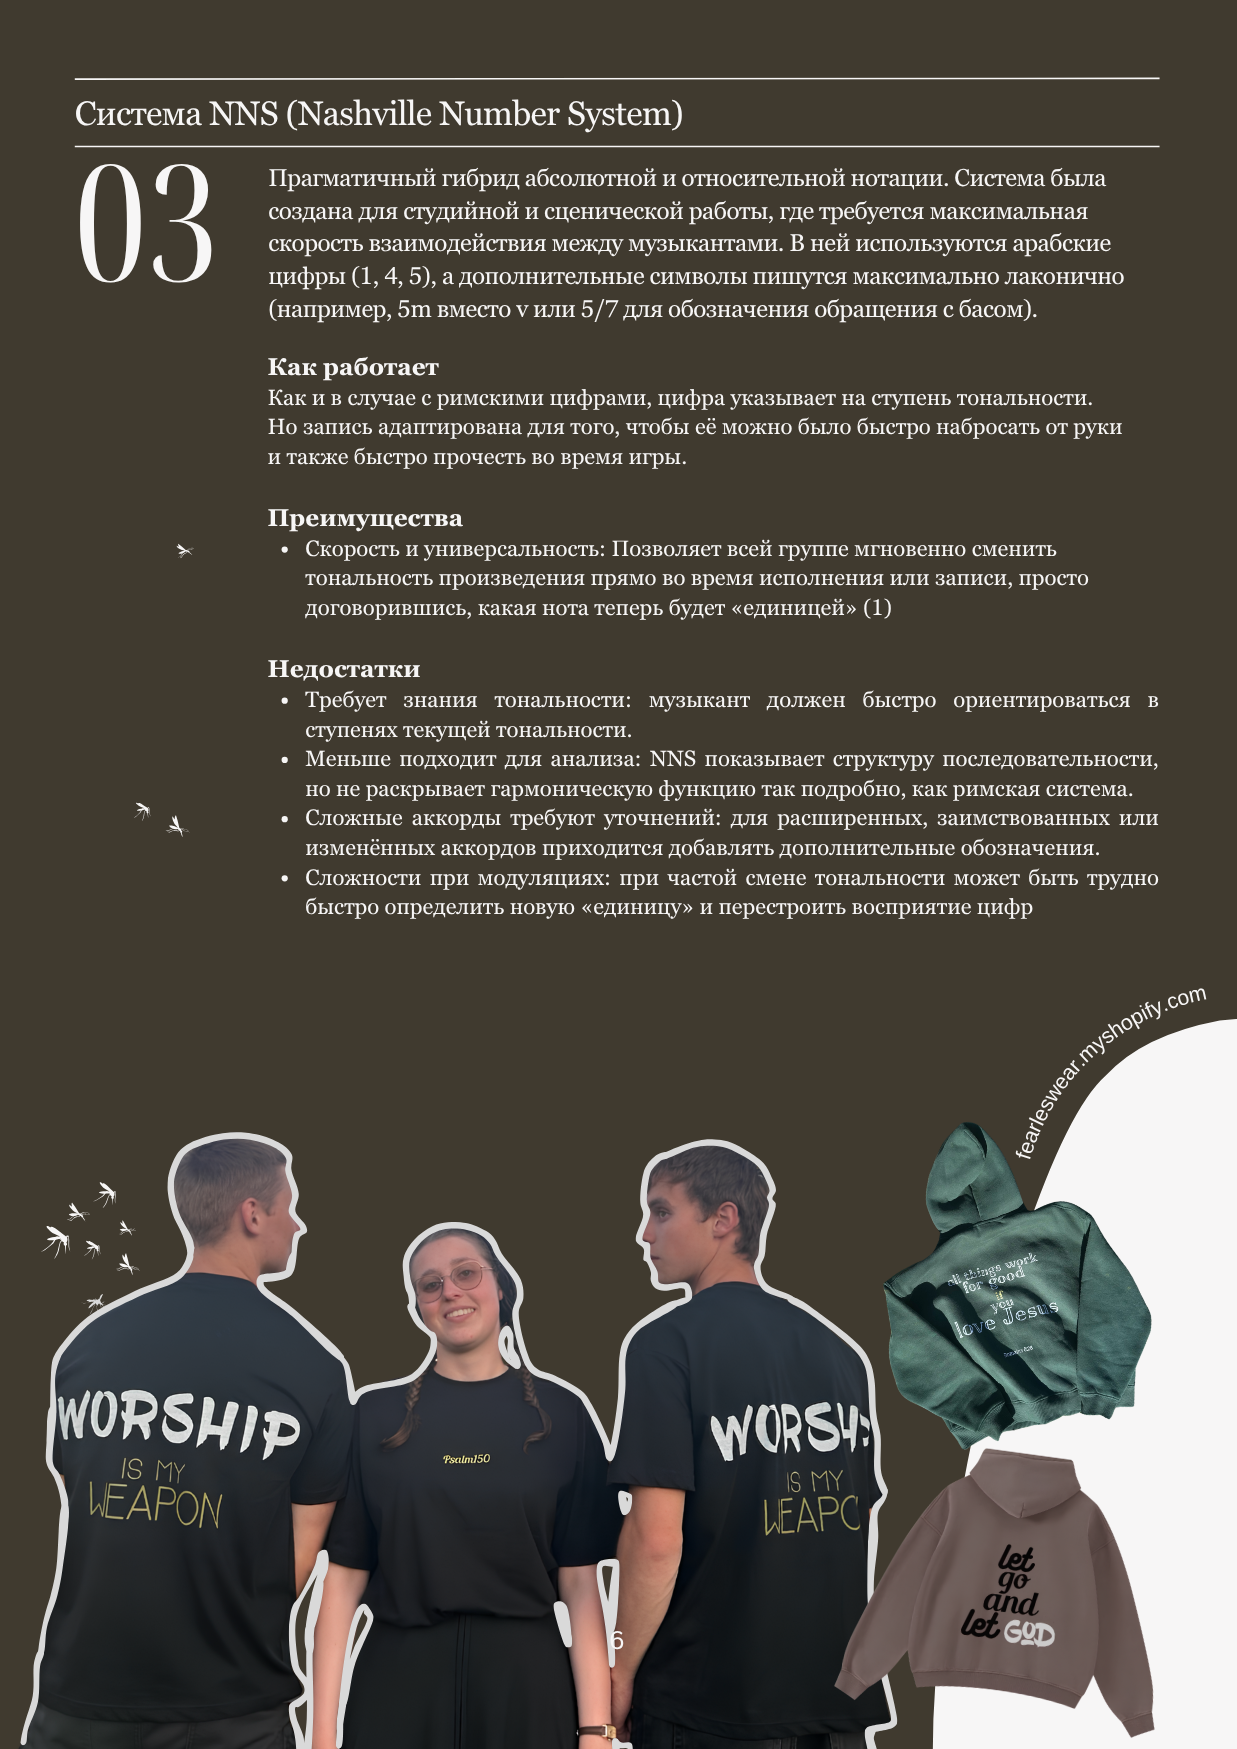 Система NNS (Nashville Number System)
03
Прагматичный гибрид абсолютной и относительной нотации. Система была
создана для студийной и сценической работы, где требуется максимальная
скорость взаимодействия между музыкантами. В ней используются арабские
цифры (1, 4, 5), а дополнительные символы пишутся максимально лаконично
(например, 5m вместо v или 5/7 для обозначения обращения с басом).
Как работает
Как и в случае с римскими цифрами, цифра указывает на ступень тональности.
Но запись адаптирована для того, чтобы её можно было быстро набросать от руки
и также быстро прочесть во время игры.
Преимущества
• Скорость и универсальность: Позволяет всей группе мгновенно сменить
тональность произведения прямо во время исполнения или записи, просто
договорившись, какая нота теперь будет «единицей» (1)
Недостатки
• Требует знания тональности: музыкант должен быстро ориентироваться в
ступенях текущей тональности.
• Меньше подходит для анализа: NNS показывает структуру последовательности,
но не раскрывает гармоническую функцию так подробно, как римская система.
• Сложные аккорды требуют уточнений: для расширенных, заимствованных или
изменённых аккордов приходится добавлять дополнительные обозначения.
• Сложности при модуляциях: при частой смене тональности может быть трудно
быстро определить новую «единицу» и перестроить восприятие цифр
fearleswear.myshopify.com
WORSHIP
IS MY
WEAPON
Psalm150
WORSH
IS MY
WEAPO
all things work
for good
if
you
love Jesus
let
go
and
let GOD
6